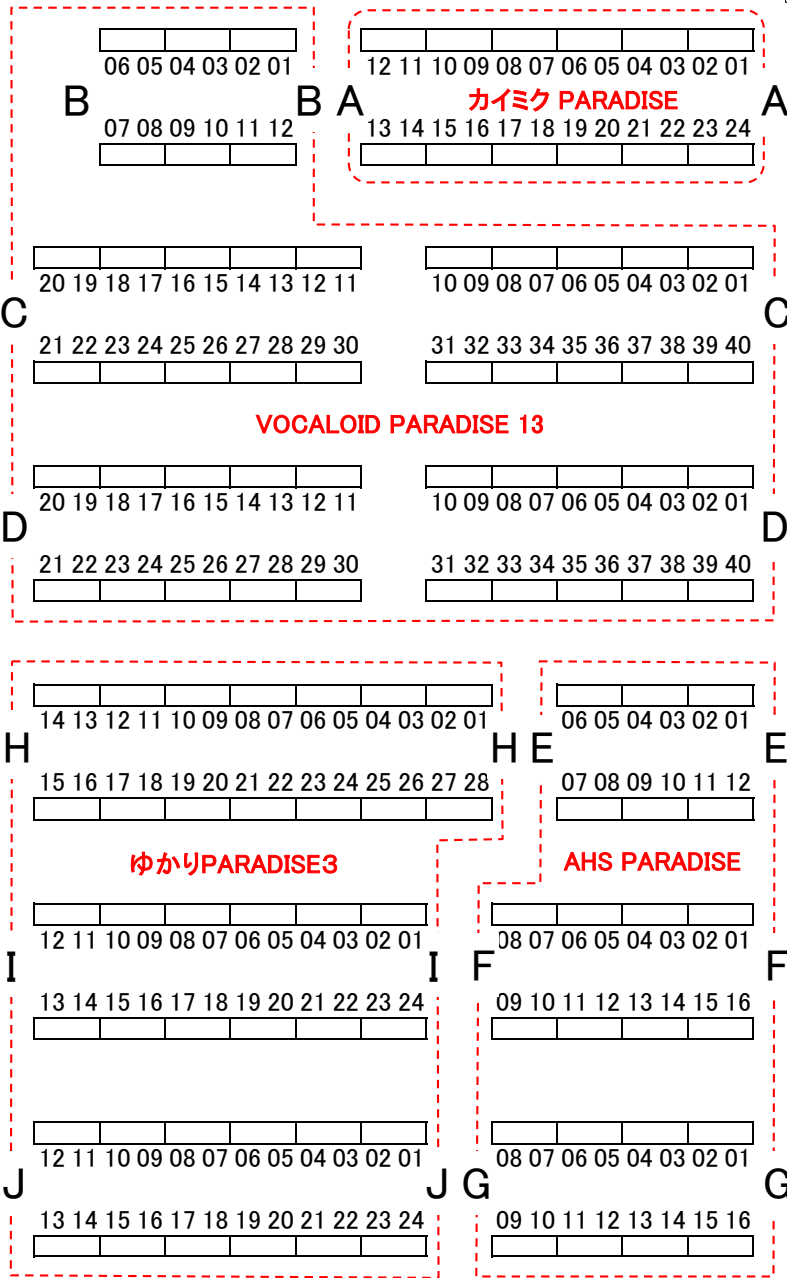 06 05 04 03 02 01 12 11 10 09 08 07 06 05 04 03 02 01
B B A カイミク PARADISE A
07 08 09 10 11 12 13 14 15 16 17 18 19 20 21 22 23 24
20 19 18 17 16 15 14 13 12 11 10 09 08 07 06 05 04 03 02 01
C C
21 22 23 24 25 26 27 28 29 30 31 32 33 34 35 36 37 38 39 40
VOCALOID PARADISE 13
20 19 18 17 16 15 14 13 12 11 10 09 08 07 06 05 04 03 02 01
D D
21 22 23 24 25 26 27 28 29 30 31 32 33 34 35 36 37 38 39 40
14 13 12 11 10 09 08 07 06 05 04 03 02 01 06 05 04 03 02 01
H H E E
15 16 17 18 19 20 21 22 23 24 25 26 27 28 07 08 09 10 11 12
ゆかりPARADISE3 AHS PARADISE
12 11 10 09 08 07 06 05 04 03 02 01 08 07 06 05 04 03 02 01
I I F F
13 14 15 16 17 18 19 20 21 22 23 24 09 10 11 12 13 14 15 16
12 11 10 09 08 07 06 05 04 03 02 01 08 07 06 05 04 03 02 01
J J G G
13 14 15 16 17 18 19 20 21 22 23 24 09 10 11 12 13 14 15 16